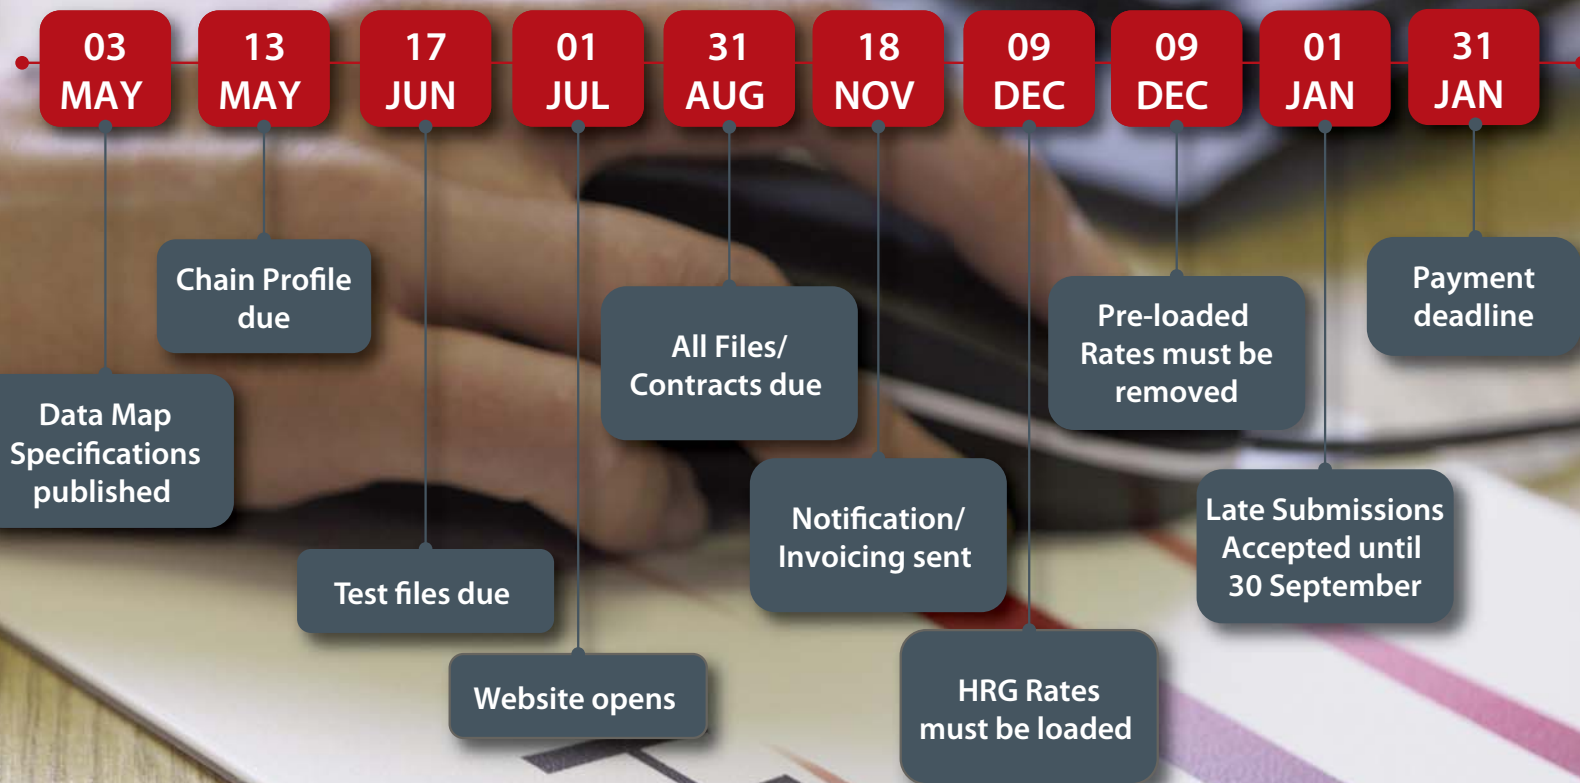 03
MAY
13
MAY
17
JUN
01
JUL
31
AUG
18
NOV
09
DEC
09
DEC
01
JAN
31
JAN
Data Map
Specifications
published
Chain Profile
due
Test files due
Website opens
All Files/
Contracts due
Notification/
Invoicing sent
HRG Rates
must be loaded
Pre-loaded
Rates must be
removed
Late Submissions
Accepted until
30 September
Payment
deadline